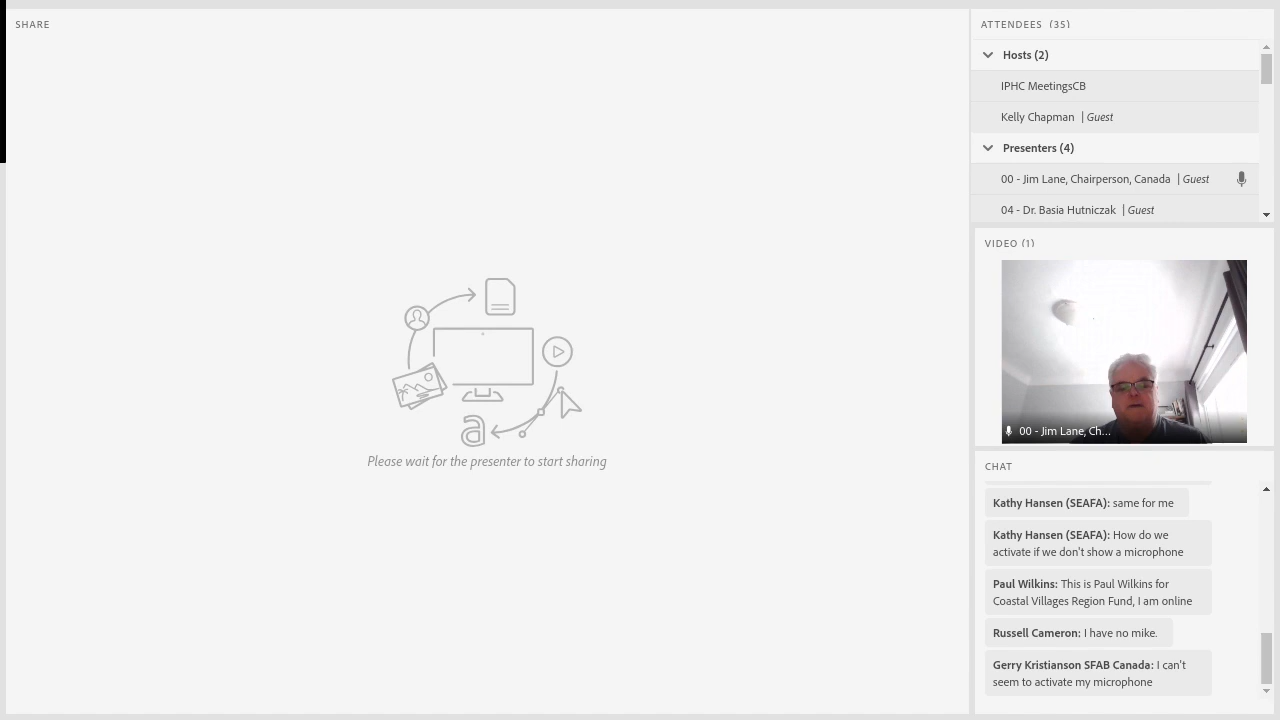 SHARE
Please wait for the presenter to start sharing
ATTENDEES (35)
Hosts (2)
IPHC MeetingsCB
Kelly Chapman | Guest
Presenters (4)
00 - Jim Lane, Chairperson, Canada | Guest
04 - Dr. Basia Hutniczak | Guest
VIDEO (1)
00 - Jim Lane, Ch...
CHAT
Kathy Hansen (SEAFA): same for me
Kathy Hansen (SEAFA): How do we
activate if we don't show a microphone
Paul Wilkins: This is Paul Wilkins for
Coastal Villages Region Fund, I am online
Russell Cameron: I have no mike.
Gerry Kristianson SFAB Canada: I can't
seem to activate my microphone